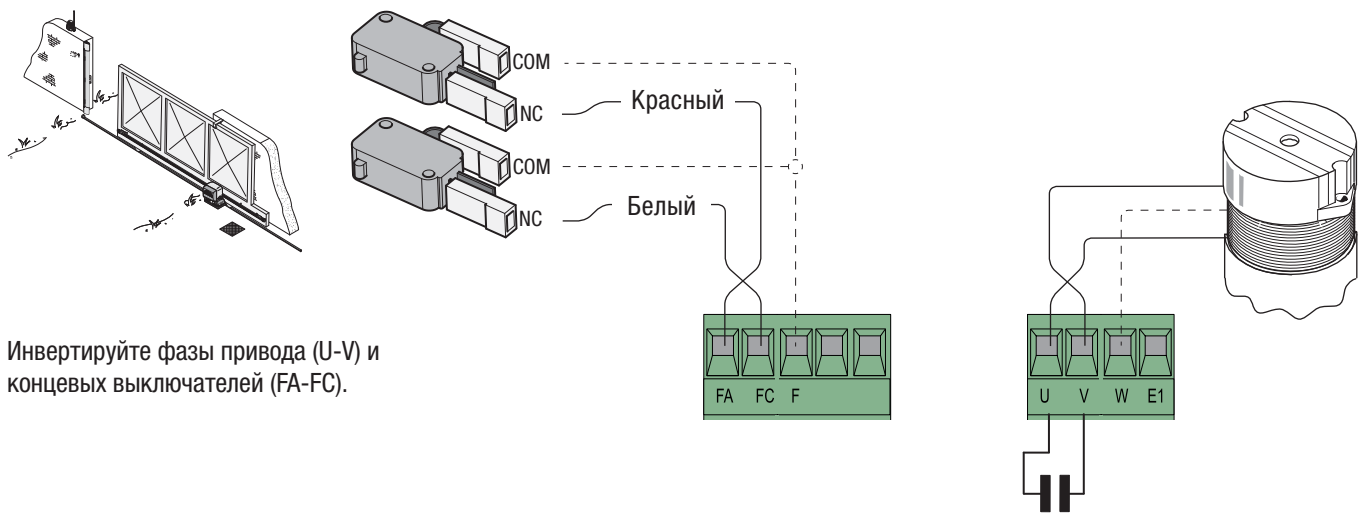 COM
NC
Красный
COM
NC
Белый
Инвертируйте фазы привода (U-V) и
концевых выключателей (FA-FC).
FA FC F
U V W E1